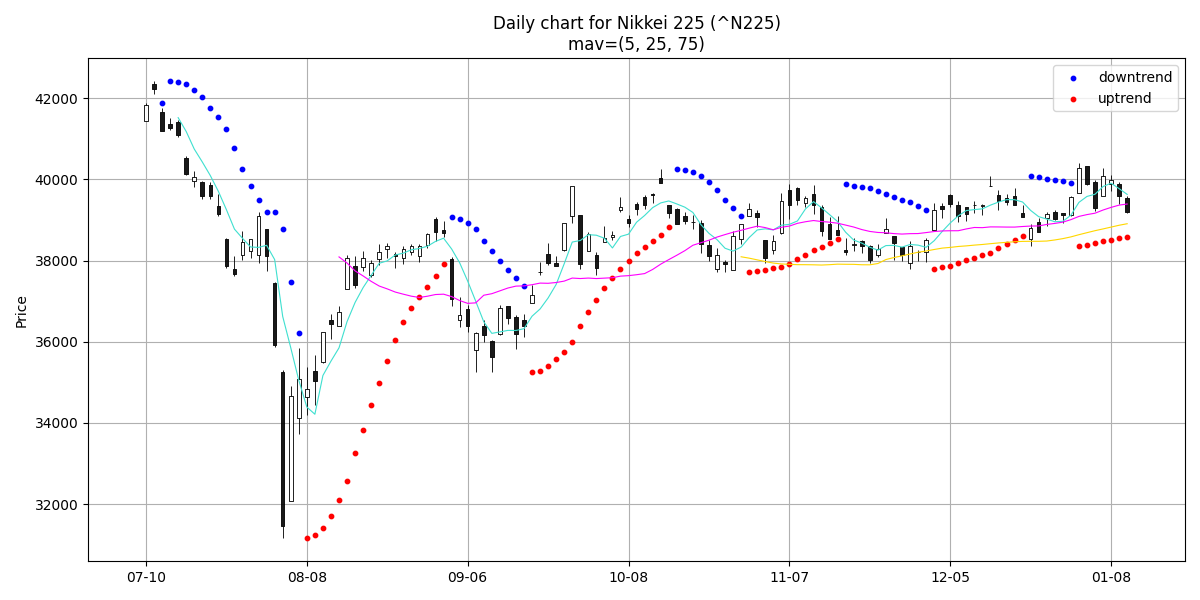 Daily chart for Nikkei 225 (^N225)
mav=(5, 25, 75)
downtrend
uptrend
Price
42000
40000
38000
36000
34000
32000
07-10
08-08
09-06
10-08
11-07
12-05
01-08